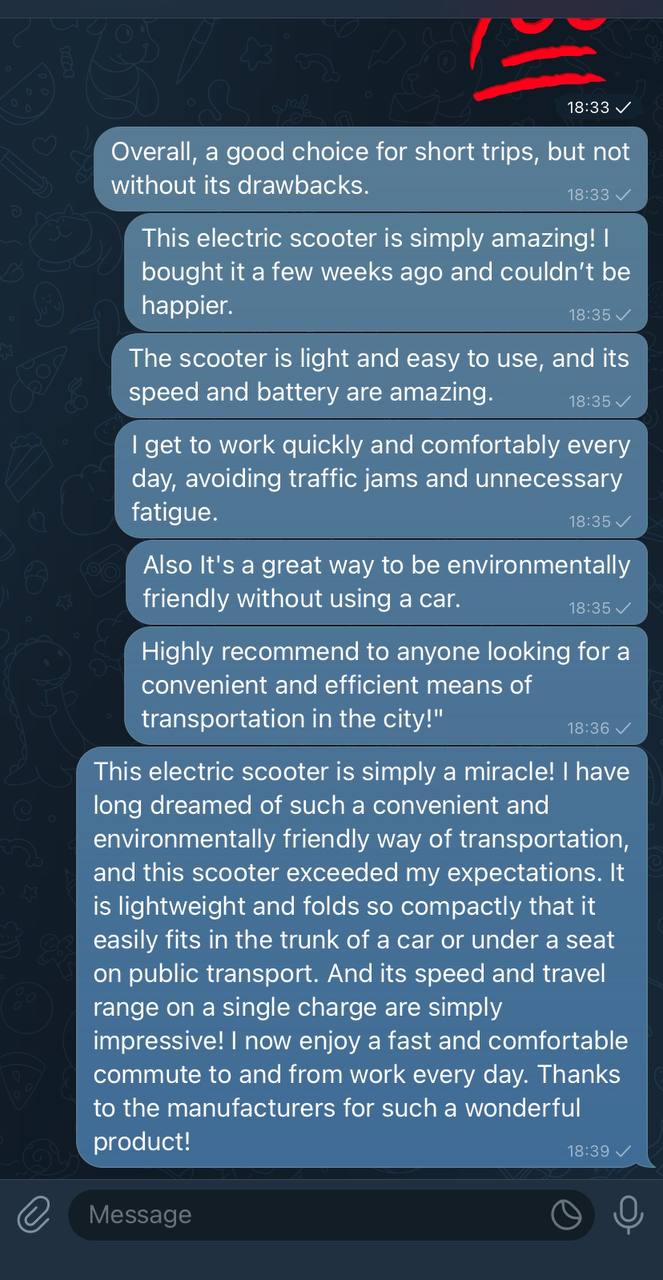 18:33
Overall, a good choice for short trips, but not
without its drawbacks.
18:33
This electric scooter is simply amazing! I
bought it a few weeks ago and couldn’t be
happier.
18:35
The scooter is light and easy to use, and its
speed and battery are amazing.
18:35
I get to work quickly and comfortably every
day, avoiding traffic jams and unnecessary
fatigue.
18:35
Also It's a great way to be environmentally
friendly without using a car.
18:35
Highly recommend to anyone looking for a
convenient and efficient means of
transportation in the city!"
18:36
This electric scooter is simply a miracle! I have
long dreamed of such a convenient and
environmentally friendly way of transportation,
and this scooter exceeded my expectations. It
is lightweight and folds so compactly that it
easily fits in the trunk of a car or under a seat
on public transport. And its speed and travel
range on a single charge are simply
impressive! I now enjoy a fast and comfortable
commute to and from work every day. Thanks
to the manufacturers for such a wonderful
product!
18:39
Message